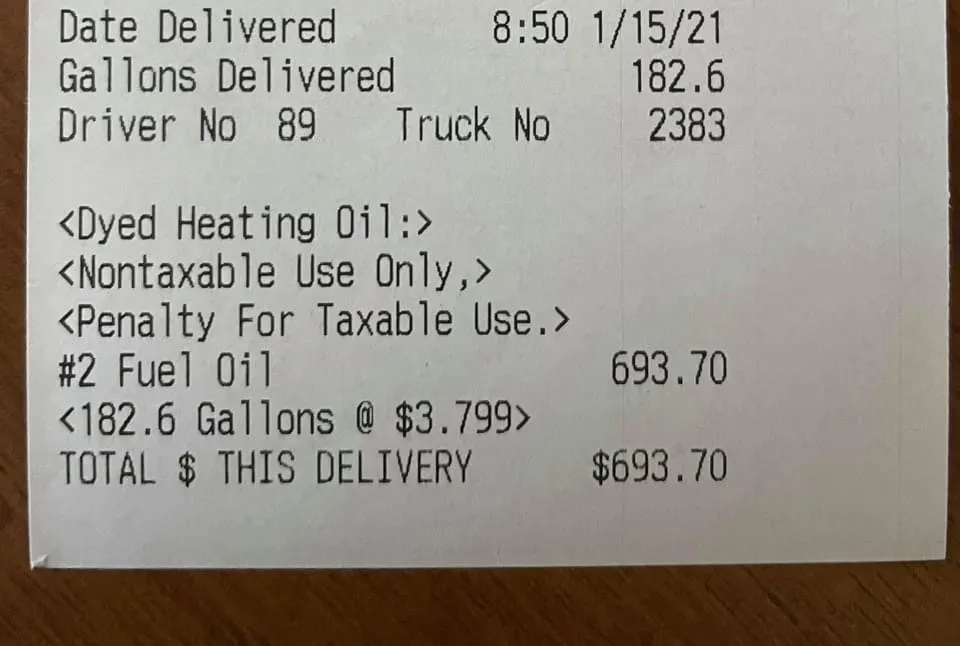 Date Delivered 8:50 1/15/21
Gallons Delivered 182.6
Driver No 89 Truck No 2383
<Dyed Heating Oil:>
<Nontaxable Use Only,>
<Penalty For Taxable Use.>
#2 Fuel Oil 693.70
<182.6 Gallons @ $3.799>
TOTAL $ THIS DELIVERY $693.70